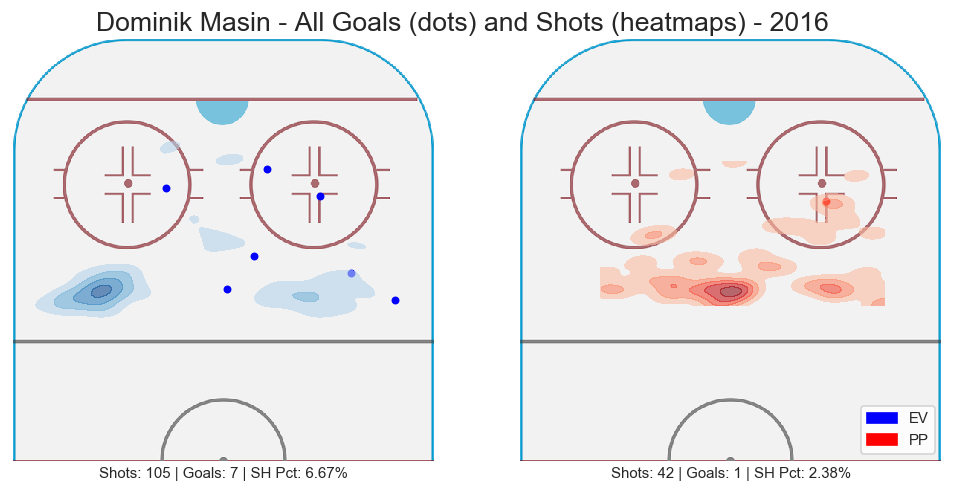 Dominik Masin - All Goals (dots) and Shots (heatmaps) - 2016
EV
PP
Shots: 105 | Goals: 7 | SH Pct: 6.67%
Shots: 42 | Goals: 1 | SH Pct: 2.38%